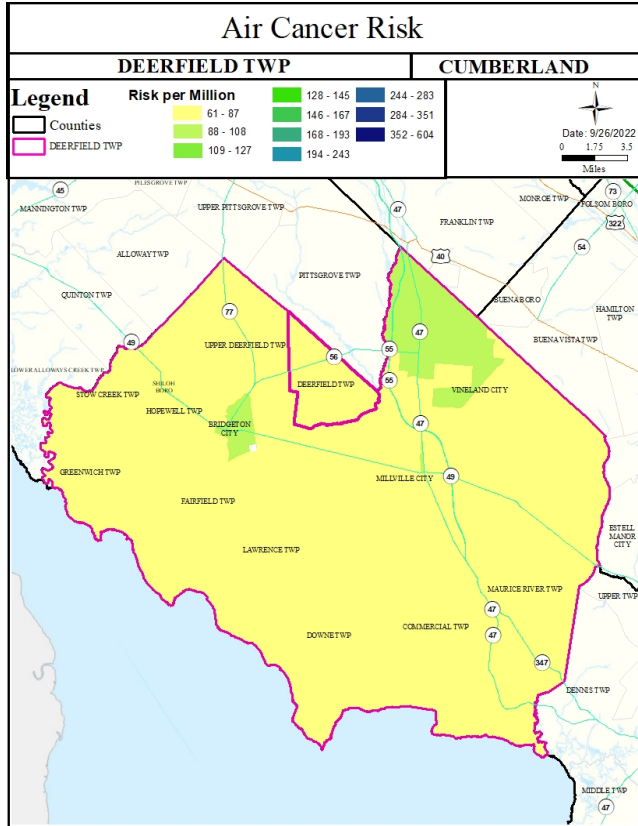 Air Cancer Risk
DEERFIELD TWP
CUMBERLAND
Legend
Counties
DEERFIELD TWP
Risk per Million
61 - 87
88 - 108
109 - 127
128 - 145
146 - 167
168 - 193
194 - 243
244 - 283
284 - 351
352 - 604
N
Date: 9/26/2022
0 1.75 3.5
Miles
PILESGROVE TWP
45
MANNINGTON TWP
UPPER PITTSGROVE TWP
47
MONROE TWP
73
FOLSOM BORO
322
FRANKLIN TWP
54
40
ALLOWAY TWP
PITTSGROVE TWP
QUINTON TWP
BUENA BORO
HAMILTON
TWP
77
49
47
BUENA VISTA TWP
UPPER DEERFIELD TWP
55
56
LOWER ALLOWAYS CREEK TWP
DEERFIELD TWP
55
SHILOH
BORO
STOW CREEK TWP
VINELAND CITY
HOPEWELL TWP
BRIDGETON
CITY
47
GREENWICH TWP
MILLVILLE CITY
49
FAIRFIELD TWP
ESTELL
MANOR
CITY
LAWRENCE TWP
MAURICE RIVER TWP
UPPER TWP
47
COMMERCIAL TWP
DOWNE TWP
47
347
DENNIS TWP
MIDDLE TWP
47